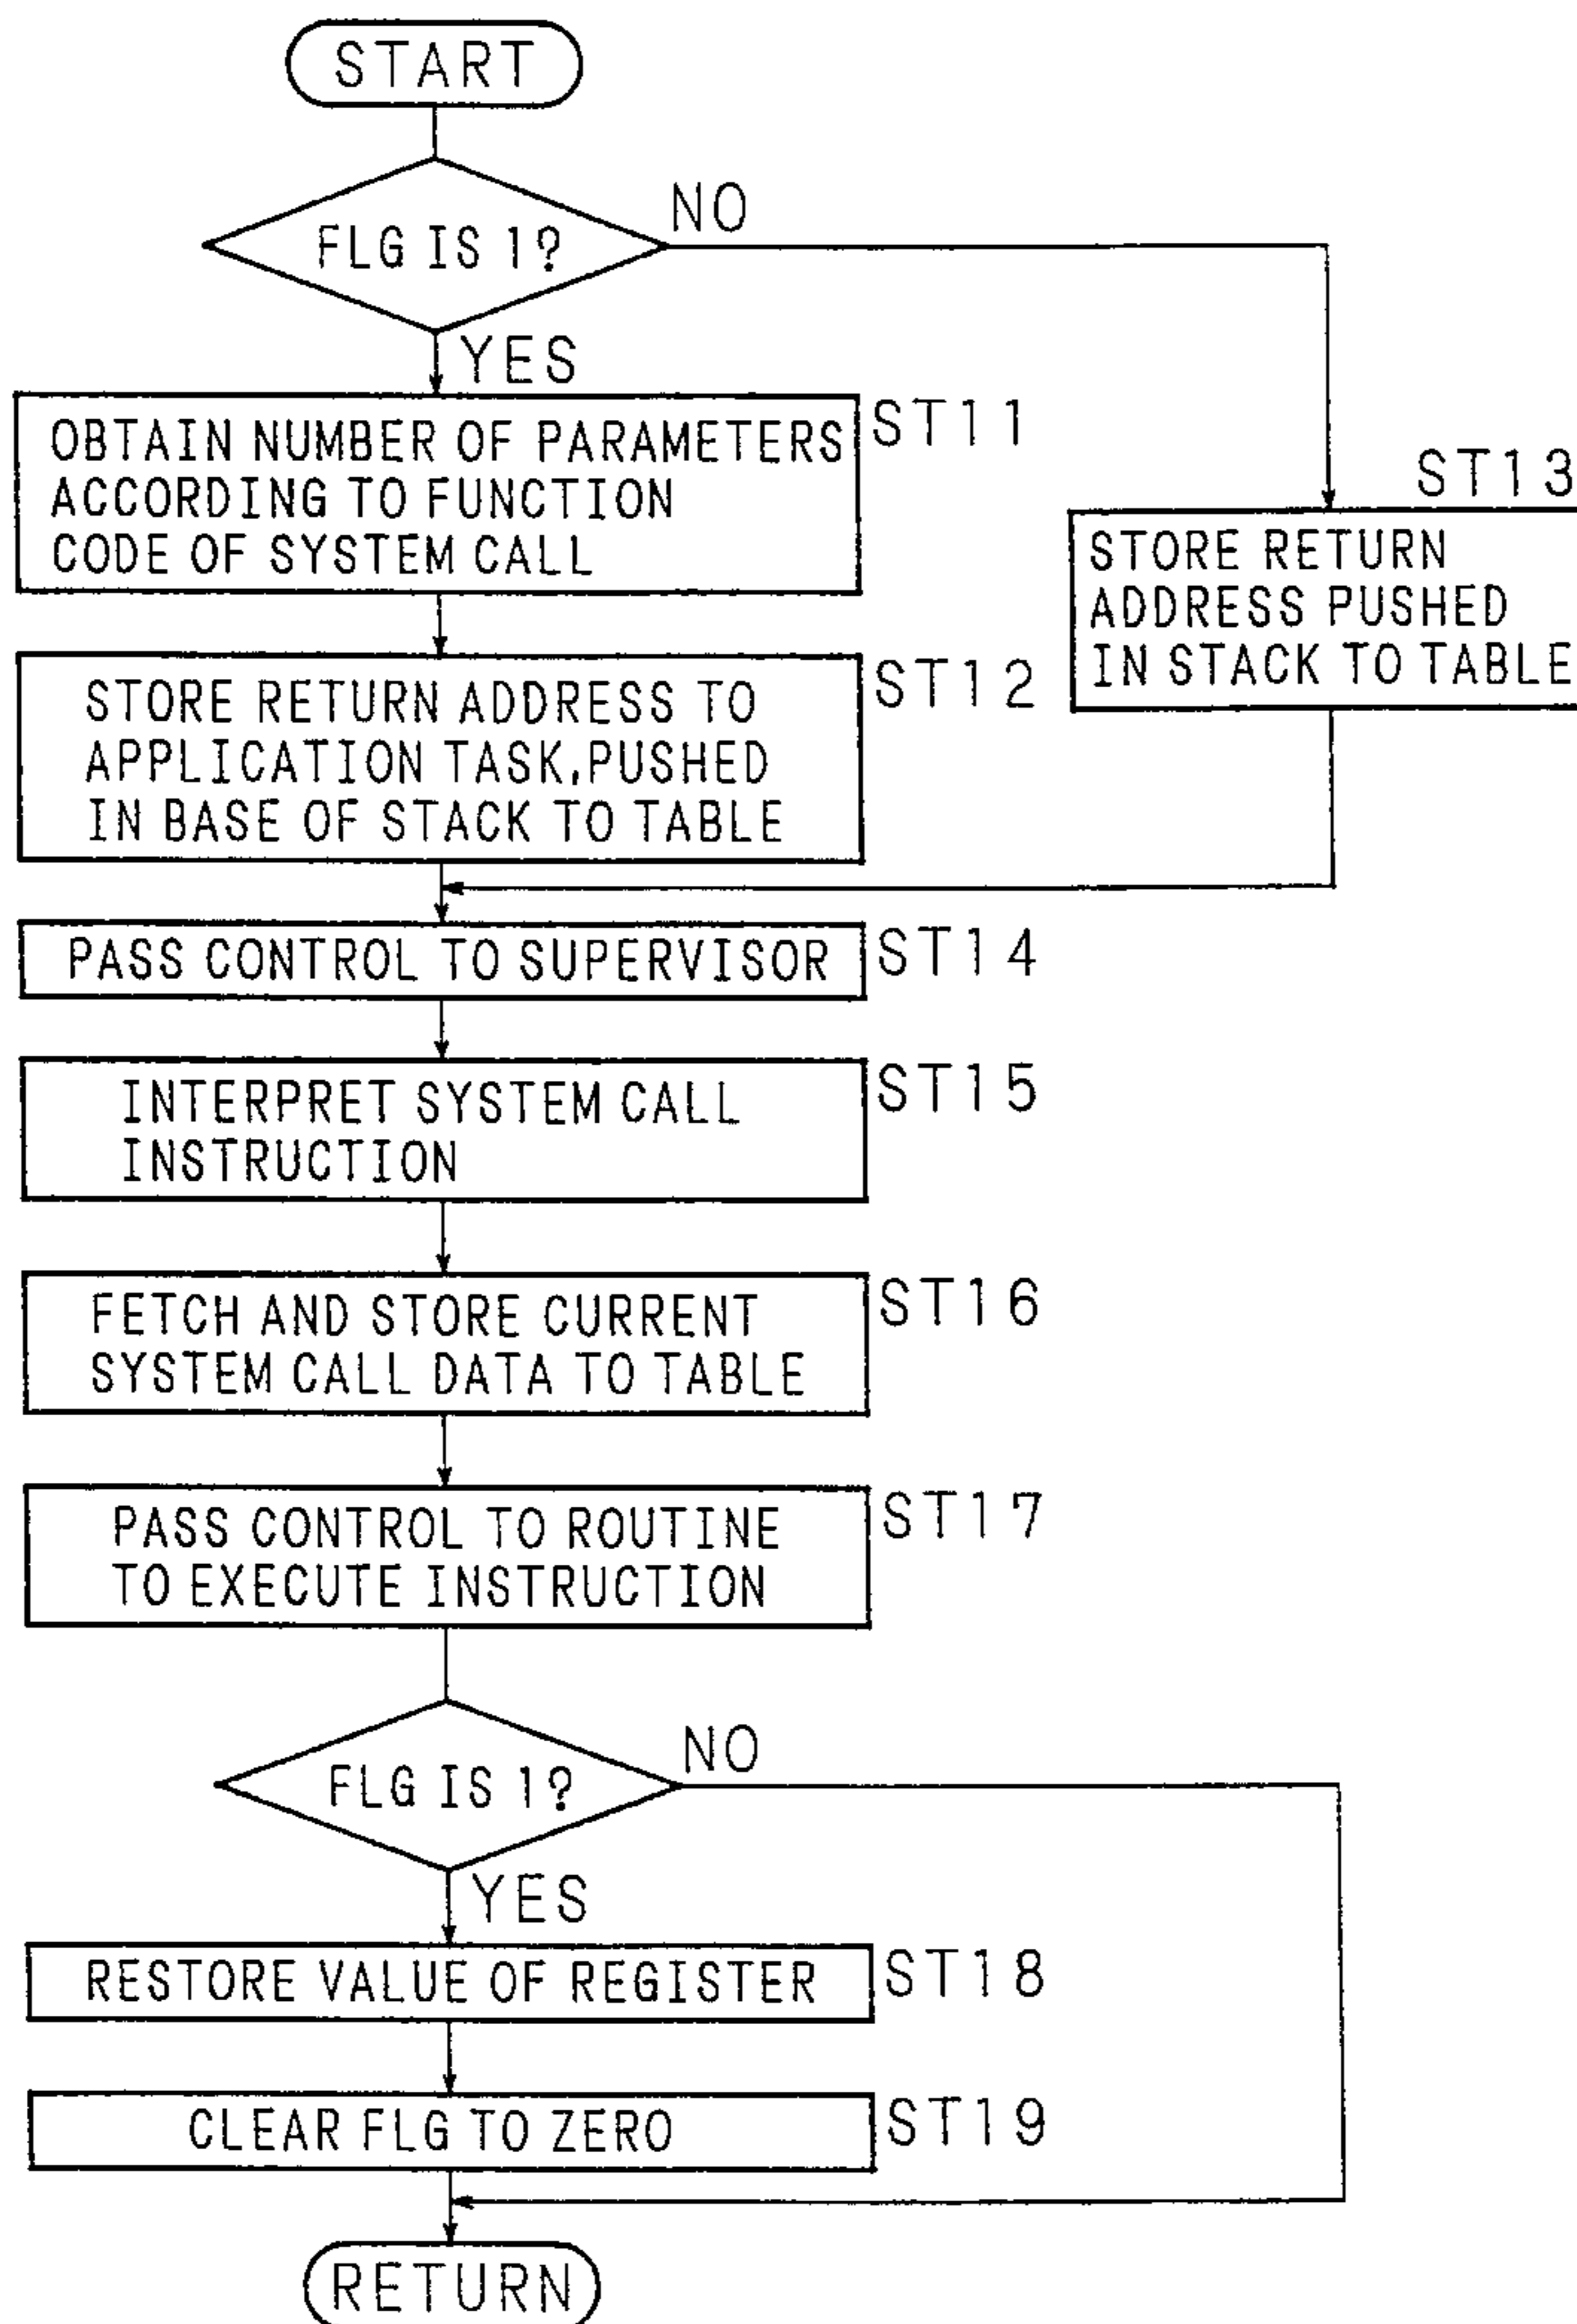 START
FLG IS 1?
NO
YES
OBTAIN NUMBER OF PARAMETERS
ACCORDING TO FUNCTION
CODE OF SYSTEM CALL
ST11
ST13
STORE RETURN
ADDRESS PUSHED
IN STACK TO TABLE
STORE RETURN ADDRESS TO
APPLICATION TASK, PUSHED
IN BASE OF STACK TO TABLE
ST12
PASS CONTROL TO SUPERVISOR
ST14
INTERPRET SYSTEM CALL
INSTRUCTION
ST15
FETCH AND STORE CURRENT
SYSTEM CALL DATA TO TABLE
ST16
PASS CONTROL TO ROUTINE
TO EXECUTE INSTRUCTION
ST17
FLG IS 1?
NO
YES
RESTORE VALUE OF REGISTER
ST18
CLEAR FLG TO ZERO
ST19
RETURN